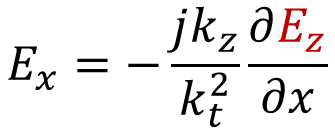 E_x = - \frac{jk_z}{k_t^2} \frac{\partial E_z}{\partial x}